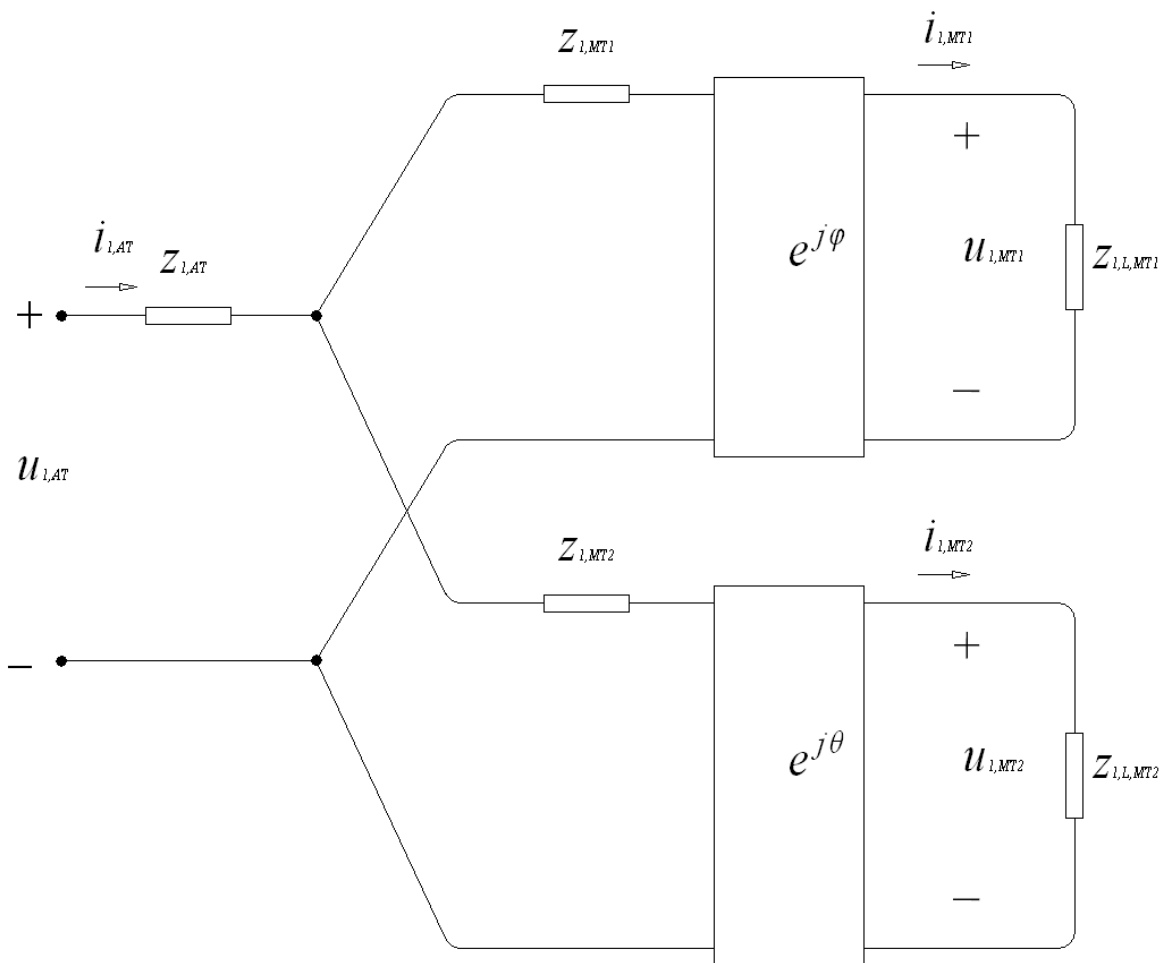 z1,MT1
i1,MT1
+
i1,AT
z1,AT
e^jφ
u1,MT1
z1,L,MT1
+
−
u1,AT
z1,MT2
i1,MT2
+
−
e^jθ
u1,MT2
z1,L,MT2
−